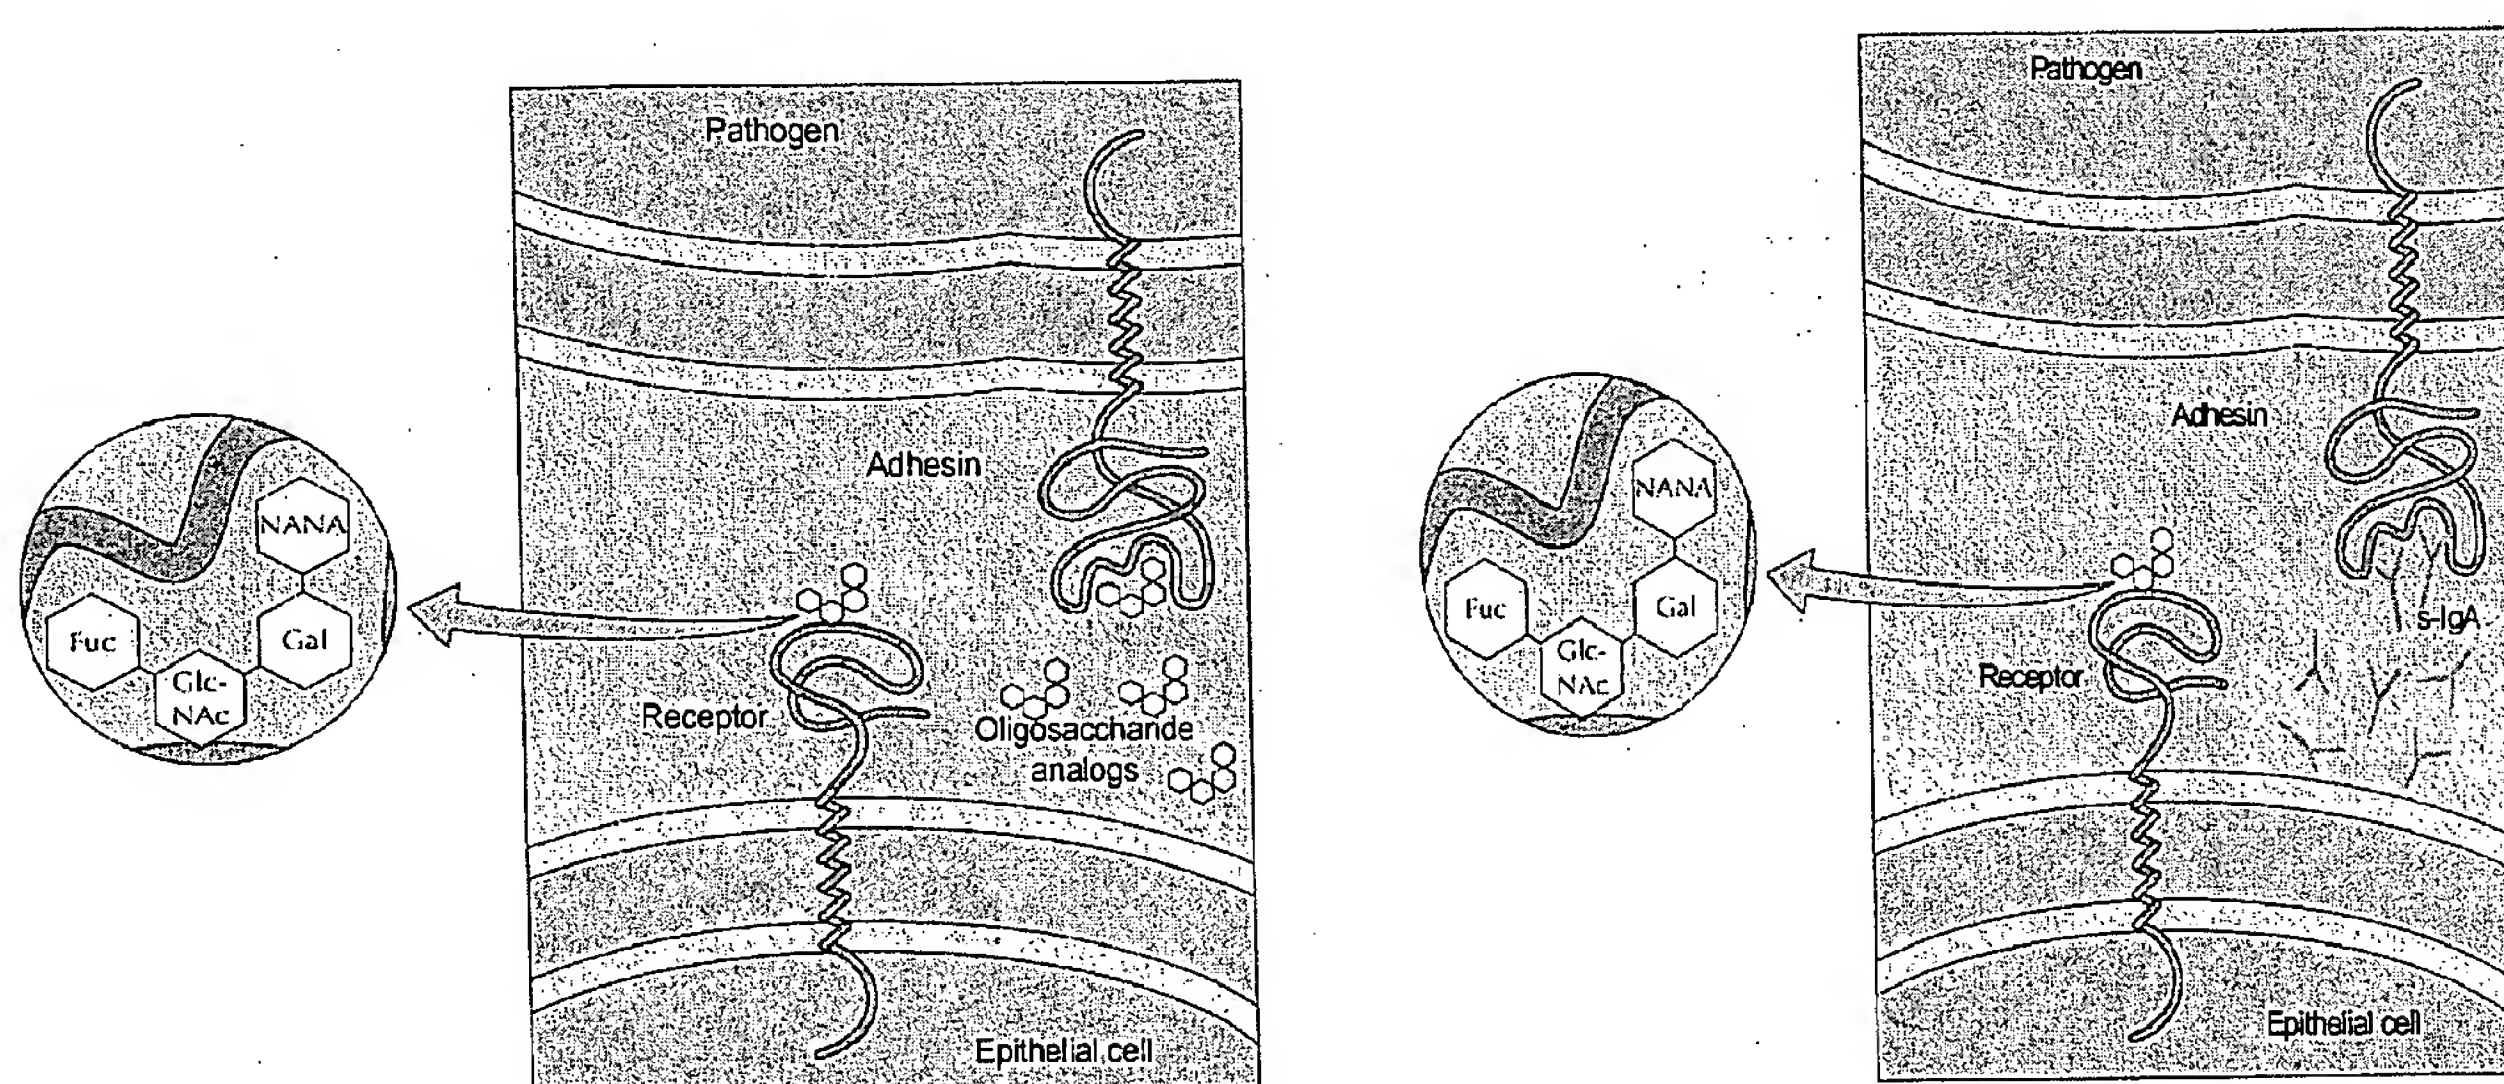 Pathogen
Adhesin
NANA
Fuc
Gal
Glc-
NAc
Receptor
Oligosaccharide
analogs
Epithelial cell
Pathogen
Adhesin
NANA
Fuc
Gal
Glc-
NAc
s-IgA
Receptor
Epithelial cell